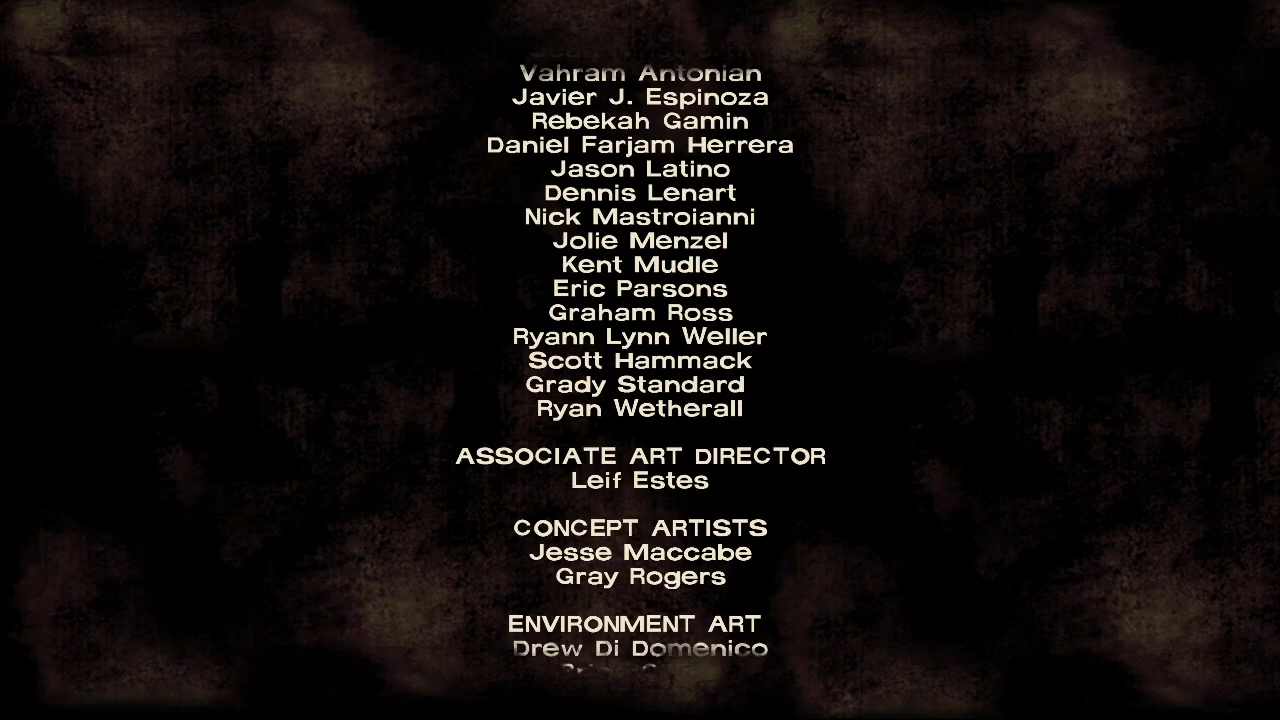 Vahram Antonian
Javier J. Espinoza
Rebekah Gamin
Daniel Farjam Herrera
Jason Latino
Dennis Lenart
Nick Mastroianni
Jolie Menzel
Kent Mudle
Eric Parsons
Graham Ross
Ryann Lynn Weller
Scott Hammack
Grady Standard
Ryan Wetherall
ASSOCIATE ART DIRECTOR
Leif Estes
CONCEPT ARTISTS
Jesse Maccabe
Gray Rogers
ENVIRONMENT ART
Drew Di Domenico